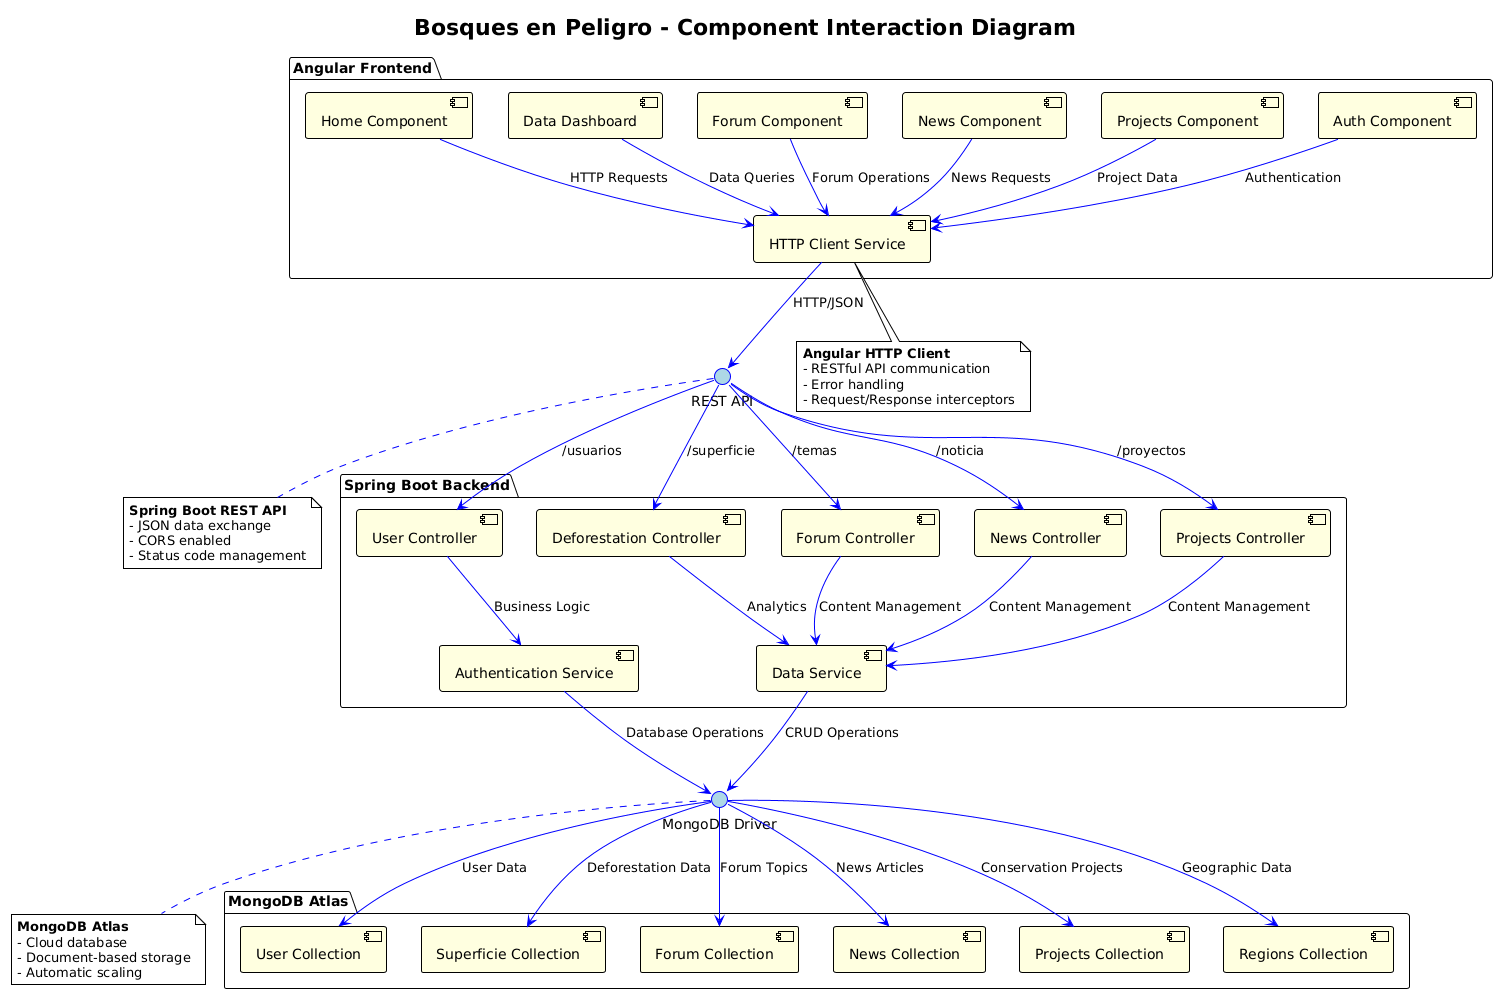 Bosques en Peligro - Component Interaction Diagram
Angular Frontend
Home Component
Data Dashboard
Forum Component
News Component
Projects Component
Auth Component
HTTP Requests
Data Queries
Forum Operations
News Requests
Project Data
Authentication
HTTP Client Service
HTTP/JSON
Angular HTTP Client
- RESTful API communication
- Error handling
- Request/Response interceptors
REST API
/usuarios
/superficie
/temas
/noticia
/proyectos
Spring Boot REST API
- JSON data exchange
- CORS enabled
- Status code management
Spring Boot Backend
User Controller
Deforestation Controller
Forum Controller
News Controller
Projects Controller
Business Logic
Analytics
Content Management
Content Management
Content Management
Authentication Service
Data Service
Database Operations
CRUD Operations
MongoDB Driver
User Data
Deforestation Data
Forum Topics
News Articles
Conservation Projects
Geographic Data
MongoDB Atlas
- Cloud database
- Document-based storage
- Automatic scaling
MongoDB Atlas
User Collection
Superficie Collection
Forum Collection
News Collection
Projects Collection
Regions Collection